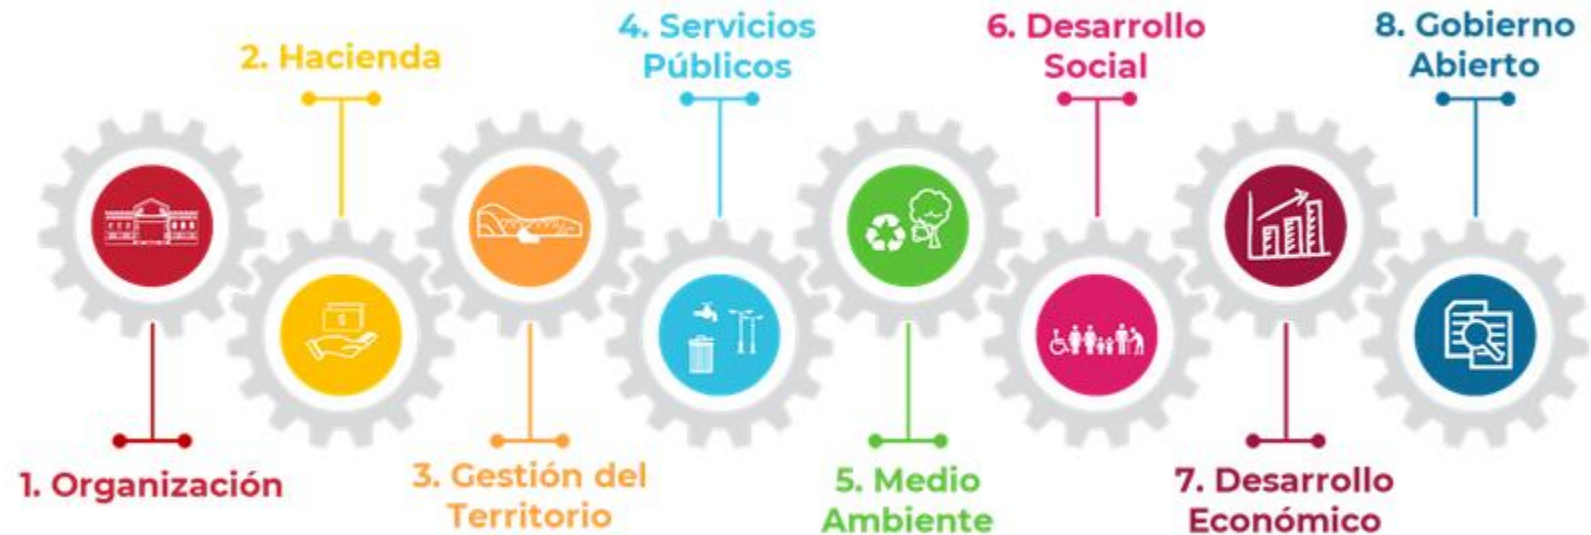 1. Organización
2. Hacienda
3. Gestión del
Territorio
4. Servicios
Públicos
5. Medio
Ambiente
6. Desarrollo
Social
7. Desarrollo
Económico
8. Gobierno
Abierto